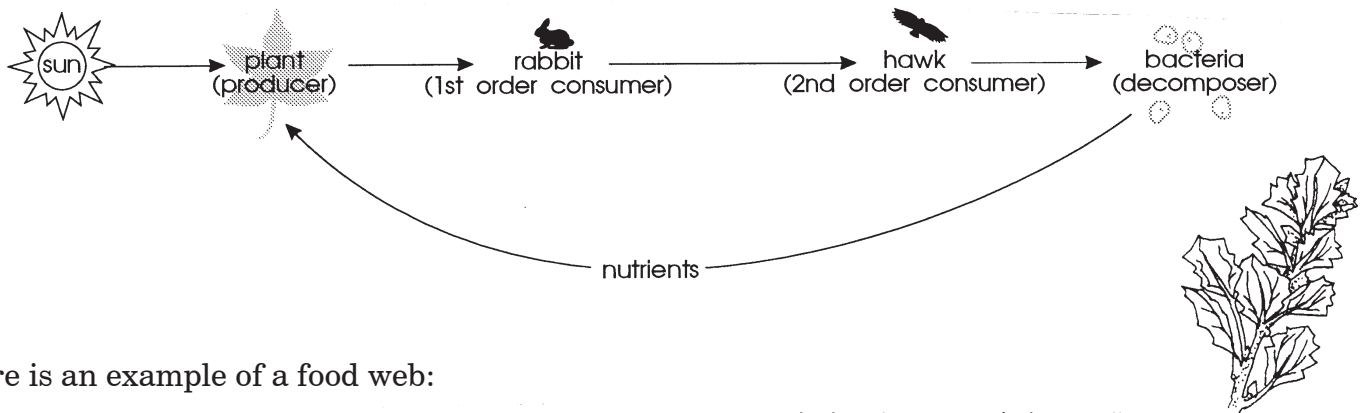 sun
plant
(producer)
rabbit
(1st order consumer)
hawk
(2nd order consumer)
bacteria
(decomposer)
nutrients
re is an example of a food web: